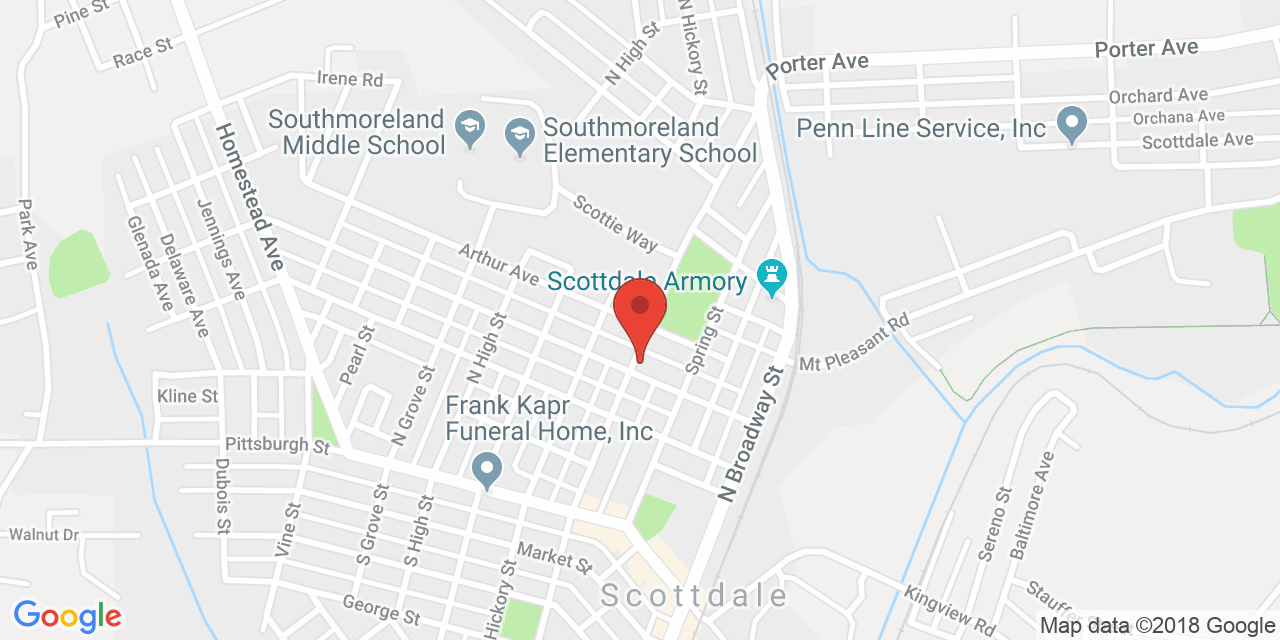 Pine St
Race St
N High St
N Hickory St
Porter Ave
Porter Ave
Irene Rd
Orchard Ave
Orchana Ave
Scottdale Ave
Southmoreland
Middle School
Southmoreland
Elementary School
Penn Line Service, Inc
Homestead Ave
Park Ave
Jennings Ave
Delaware Ave
Glenada Ave
Scottie Way
Arthur Ave
Scottdale Armory
Spring St
Mt Pleasant Rd
Pearl St
N High St
N Grove St
Kline St
Frank Kapr
Funeral Home, Inc
Pittsburgh St
N Broadway St
Dubois St
Vine St
S Grove St
S High St
Hickory St
Market St
George St
Walnut Dr
Sereno St
Baltimore Ave
Scottdale
Kingview Rd
Stauffer
Google
Map data ©2018 Google